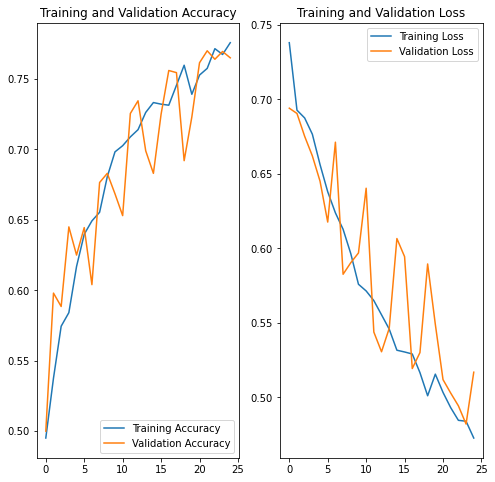 Training and Validation Accuracy
0.75
0.70
0.65
0.60
0.55
0.50
0 5 10 15 20 25
Training Accuracy
Validation Accuracy
Training and Validation Loss
0.75
0.70
0.65
0.60
0.55
0.50
0 5 10 15 20 25
Training Loss
Validation Loss